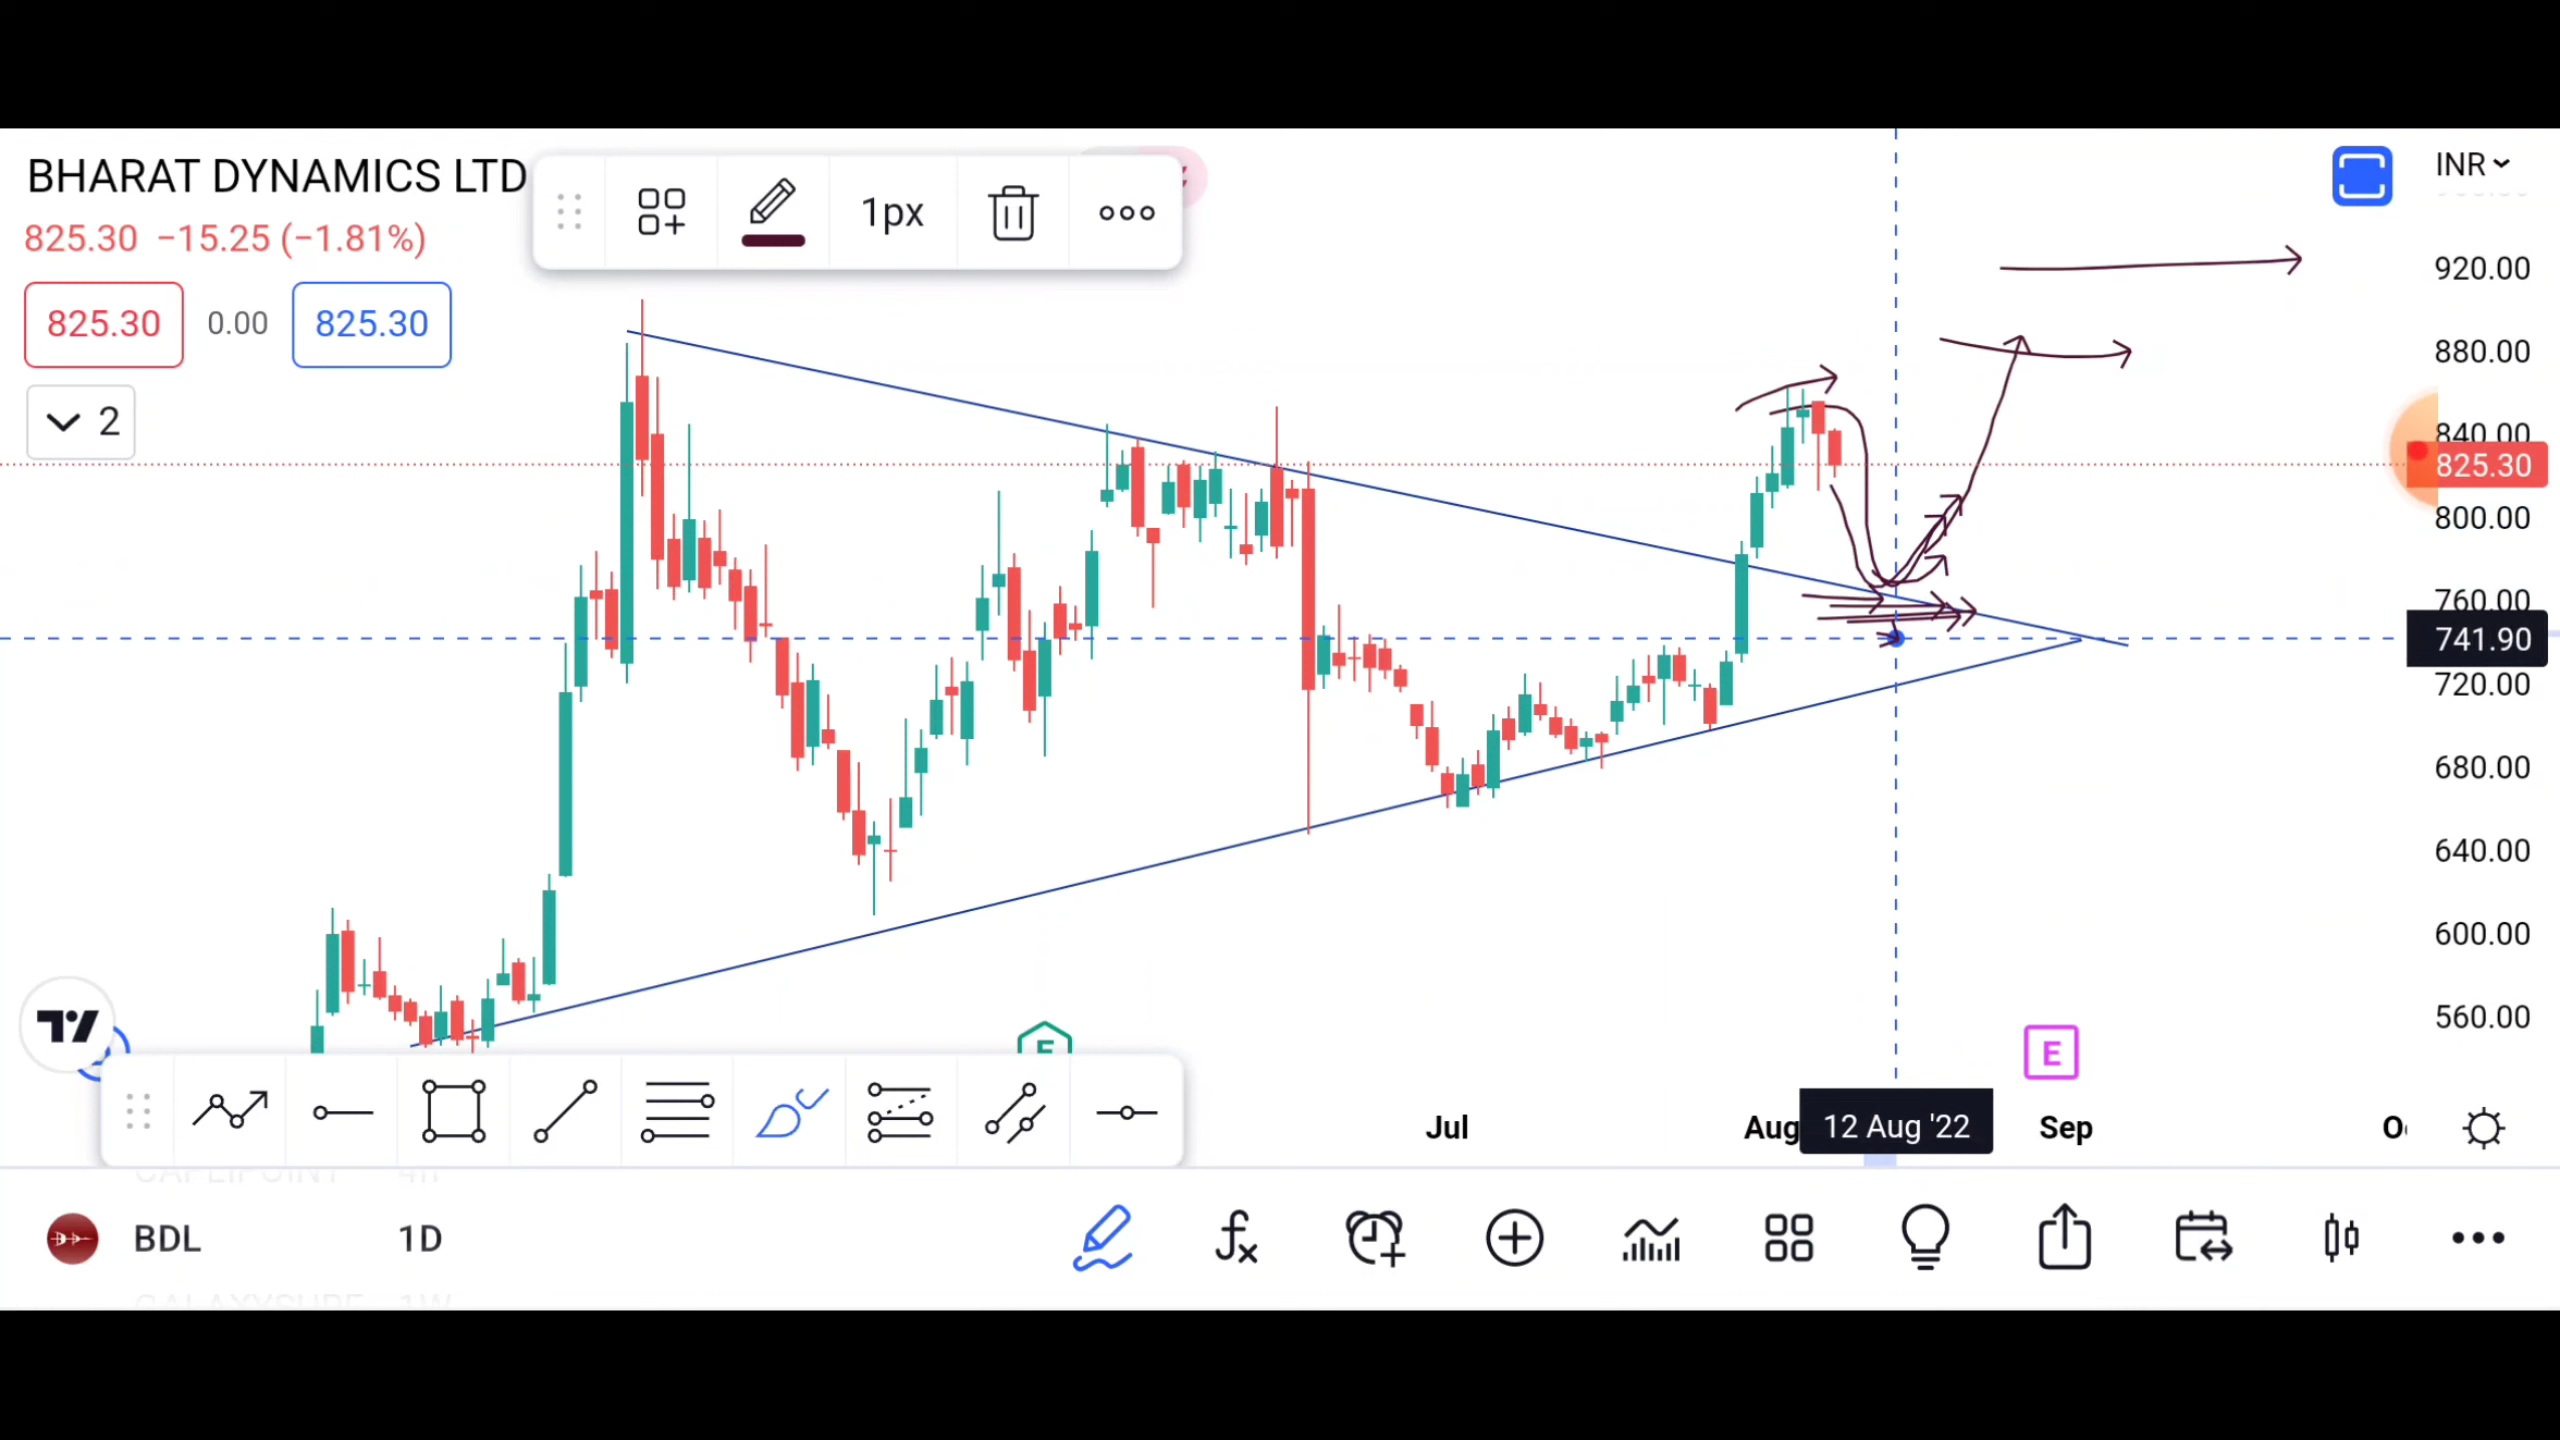 BHARAT DYNAMICS LTD
825.30 −15.25 (−1.81%)
825.30 0.00 825.30
2
1px
INR
920.00
880.00
840.00
825.30
800.00
760.00
741.90
720.00
680.00
640.00
600.00
560.00
E
E
Jul
Aug
12 Aug '22
Sep
BDL 1D